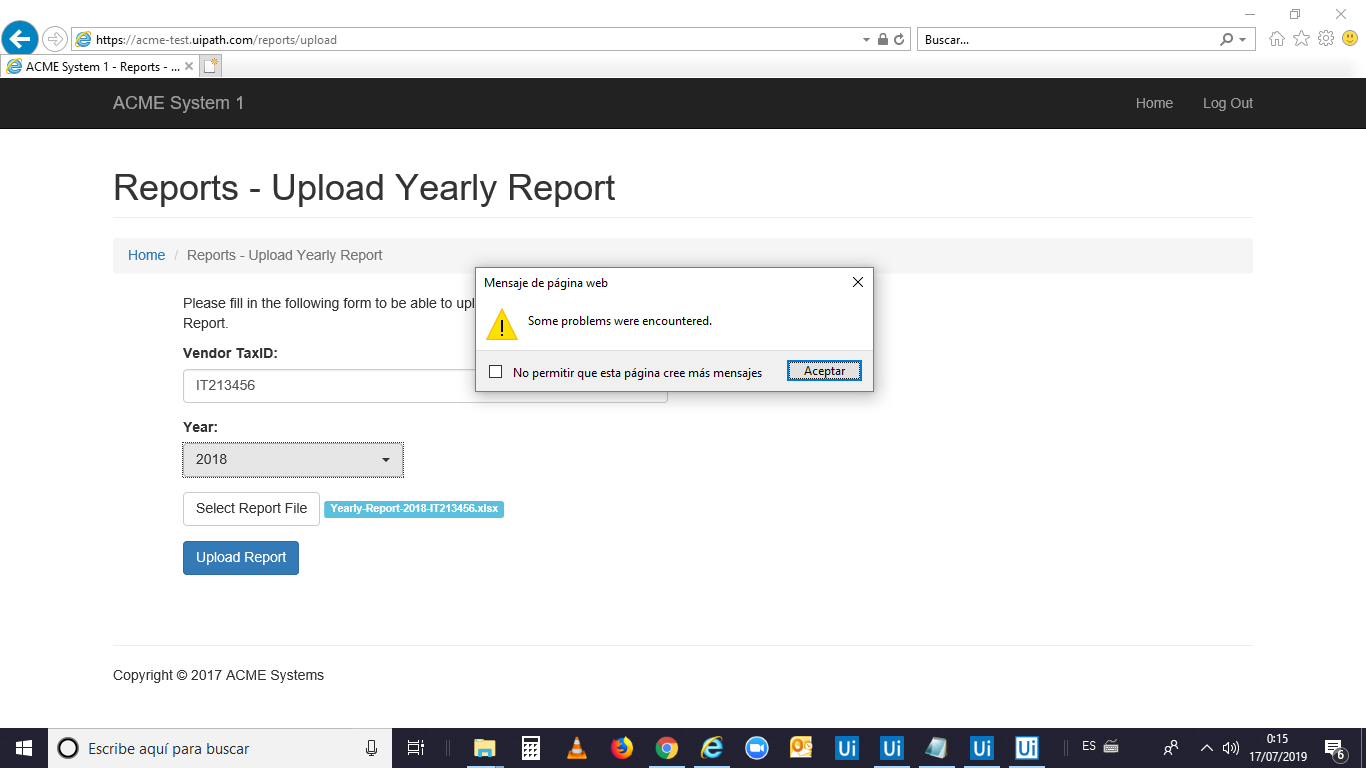 https://acme-test.uipath.com/reports/upload
Buscar...
ACME System 1 - Reports - ...
ACME System 1
Home
Log Out
Reports - Upload Yearly Report
Home / Reports - Upload Yearly Report
Please fill in the following form to be able to upl
Report.
Mensaje de página web
Some problems were encountered.
No permitir que esta página cree más mensajes
Aceptar
Vendor TaxID:
IT213456
Year:
2018
Select Report File
Yearly-Report-2018-IT213456.xlsx
Upload Report
Copyright © 2017 ACME Systems
Escribe aquí para buscar
Ui
Ui
Ui
Ui
ES
0:15
17/07/2019
6